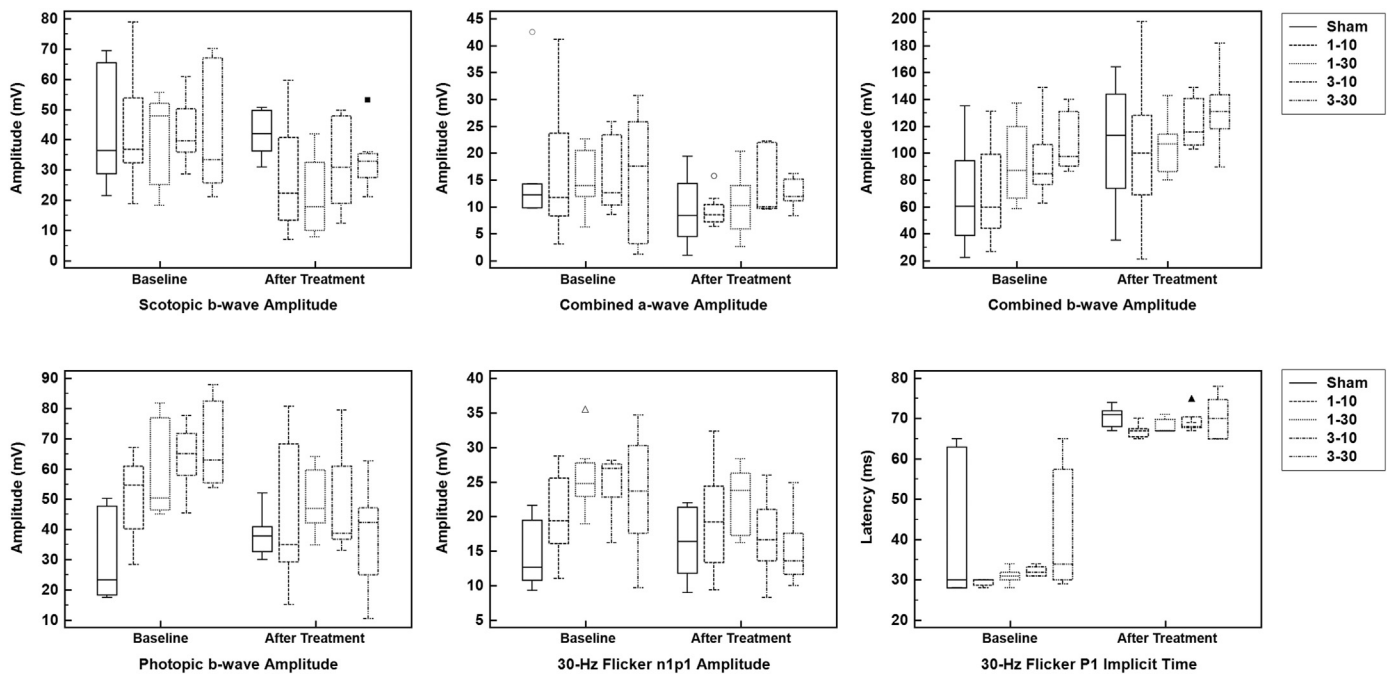 80
70
60
50
40
30
20
10
0
Amplitude (mV)
Baseline
After Treatment
Scotopic b-wave Amplitude
45
40
35
30
25
20
15
10
5
0
Amplitude (mV)
Baseline
After Treatment
Combined a-wave Amplitude
200
180
160
140
120
100
80
60
40
20
Amplitude (mV)
Baseline
After Treatment
Combined b-wave Amplitude
Sham
1-10
1-30
3-10
3-30
90
80
70
60
50
40
30
20
10
Amplitude (mV)
Baseline
After Treatment
Photopic b-wave Amplitude
40
35
30
25
20
15
10
5
Amplitude (mV)
Baseline
After Treatment
30-Hz Flicker n1p1 Amplitude
80
70
60
50
40
30
20
Latency (ms)
Baseline
After Treatment
30-Hz Flicker P1 Implicit Time
Sham
1-10
1-30
3-10
3-30